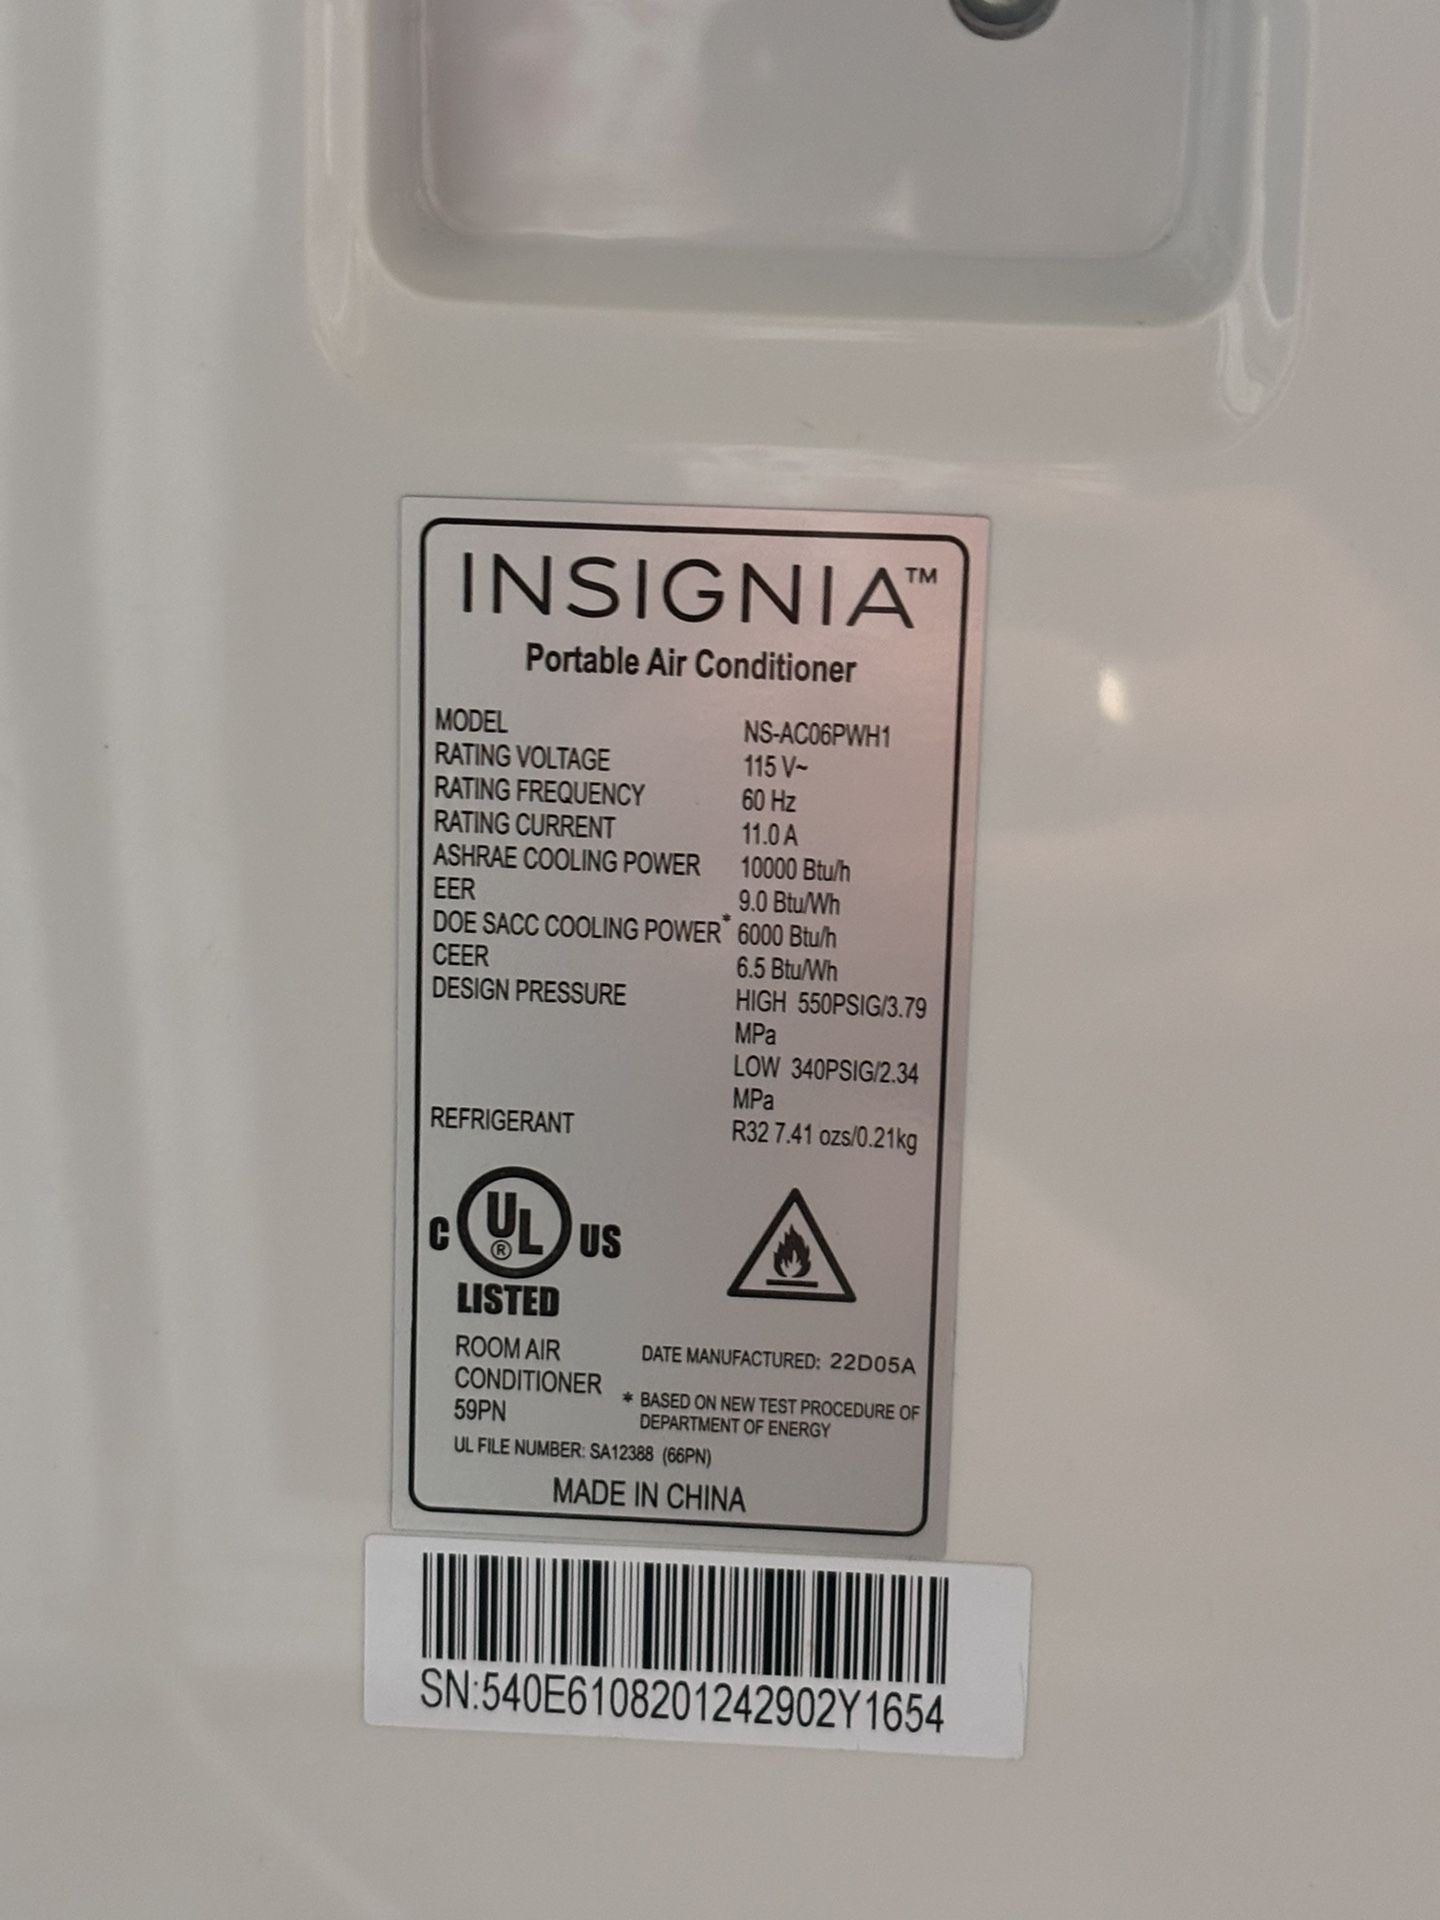 INSIGNIA™
Portable Air Conditioner
MODEL NS-AC06PWH1
RATING VOLTAGE 115 V~
RATING FREQUENCY 60 Hz
RATING CURRENT 11.0 A
ASHRAE COOLING POWER 10000 Btu/h
EER 9.0 Btu/Wh
DOE SACC COOLING POWER* 6000 Btu/h
CEER 6.5 Btu/Wh
DESIGN PRESSURE HIGH 550PSIG/3.79
MPa
LOW 340PSIG/2.34
MPa
REFRIGERANT R32 7.41 ozs/0.21kg
C UL® US
LISTED
ROOM AIR
CONDITIONER
59PN
DATE MANUFACTURED: 22D05A
* BASED ON NEW TEST PROCEDURE OF
DEPARTMENT OF ENERGY
UL FILE NUMBER: SA12388 (66PN)
MADE IN CHINA
SN:540E6108201242902Y1654